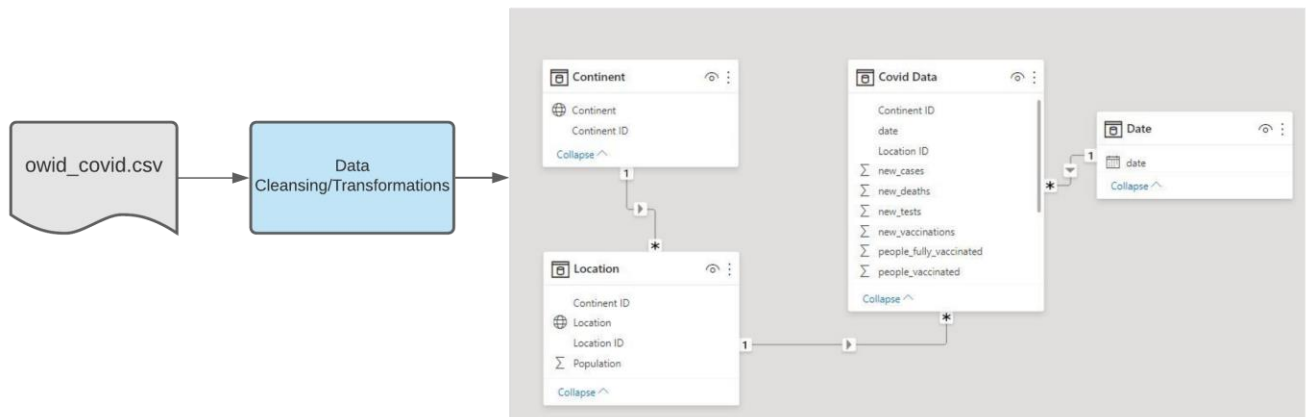 owid_covid.csv
Data
Cleansing/Transformations
Continent
Continent
Continent ID
Collapse
1
*
Location
Continent ID
Location
Location ID
Population
Collapse
1
*
Covid Data
Continent ID
date
Location ID
∑ new_cases
∑ new_deaths
∑ new_tests
∑ new_vaccinations
∑ people_fully_vaccinated
∑ people_vaccinated
Collapse
*
1
Date
date
Collapse